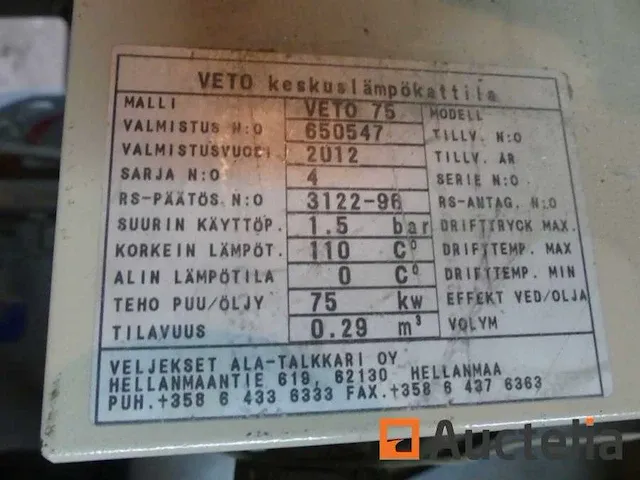 VETO keskuslämpökattila
MALLI VETO 75 MODELL
VALMISTUS N:O 650547 TILLV. N:O
VALMISTUSVUOSI 2012 TILLV. ÅR
SARJA N:O 4 SERIE N:O
RS-PÄÄTÖS N:O 3122-96 RS-ANTAG. N:O
SUURIN KÄYTTÖP. 1.5 bar DRIFTTRYCK MAX.
KORKEIN LÄMPÖT. 110 C° DRIFTTEMP. MAX
ALIN LÄMPÖTILA 0 C° DRIFTTEMP. MIN
TEHO PUU/ÖLJY 75 kw EFFEKT VED/OLJA
TILAVUUS 0.29 m³ VOLYM
VELJEKSET ALA-TALKKARI OY
HELLANMAANTIE 619, 62130 HELLANMAA
PUH.+358 6 433 6333 FAX.+358 6 437 6363
Auctelia